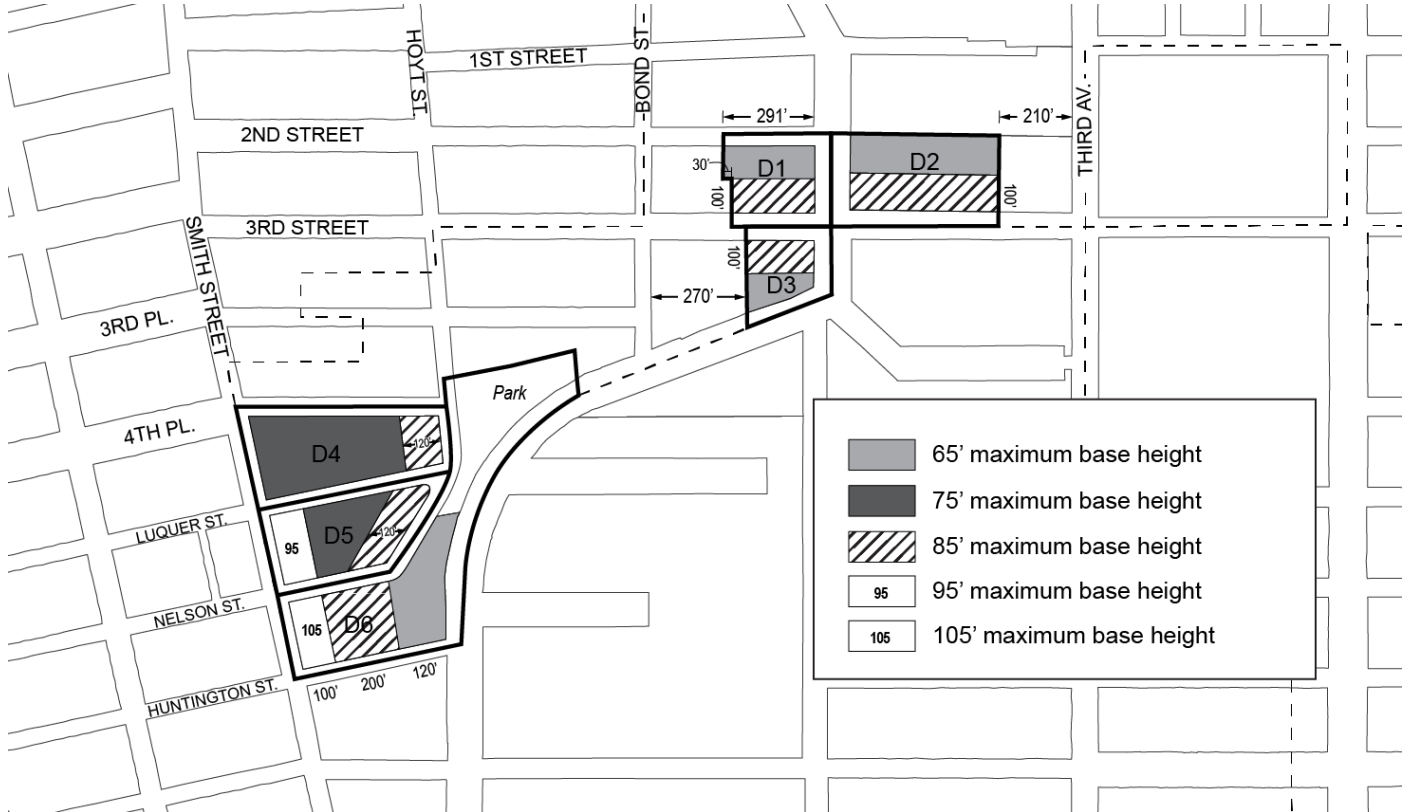 HOYT ST.
BOND ST.
1ST STREET
THIRD AV.
291'
210'
2ND STREET
30'
D1
D2
100'
100'
SMITH STREET
3RD STREET
100'
D3
270'
3RD PL.
Park
4TH PL.
D4
120'
65' maximum base height
75' maximum base height
LUQUER ST.
95
D5
120'
85' maximum base height
95
95' maximum base height
NELSON ST.
105
D6
105
105' maximum base height
HUNTINGTON ST.
100'
200'
120'